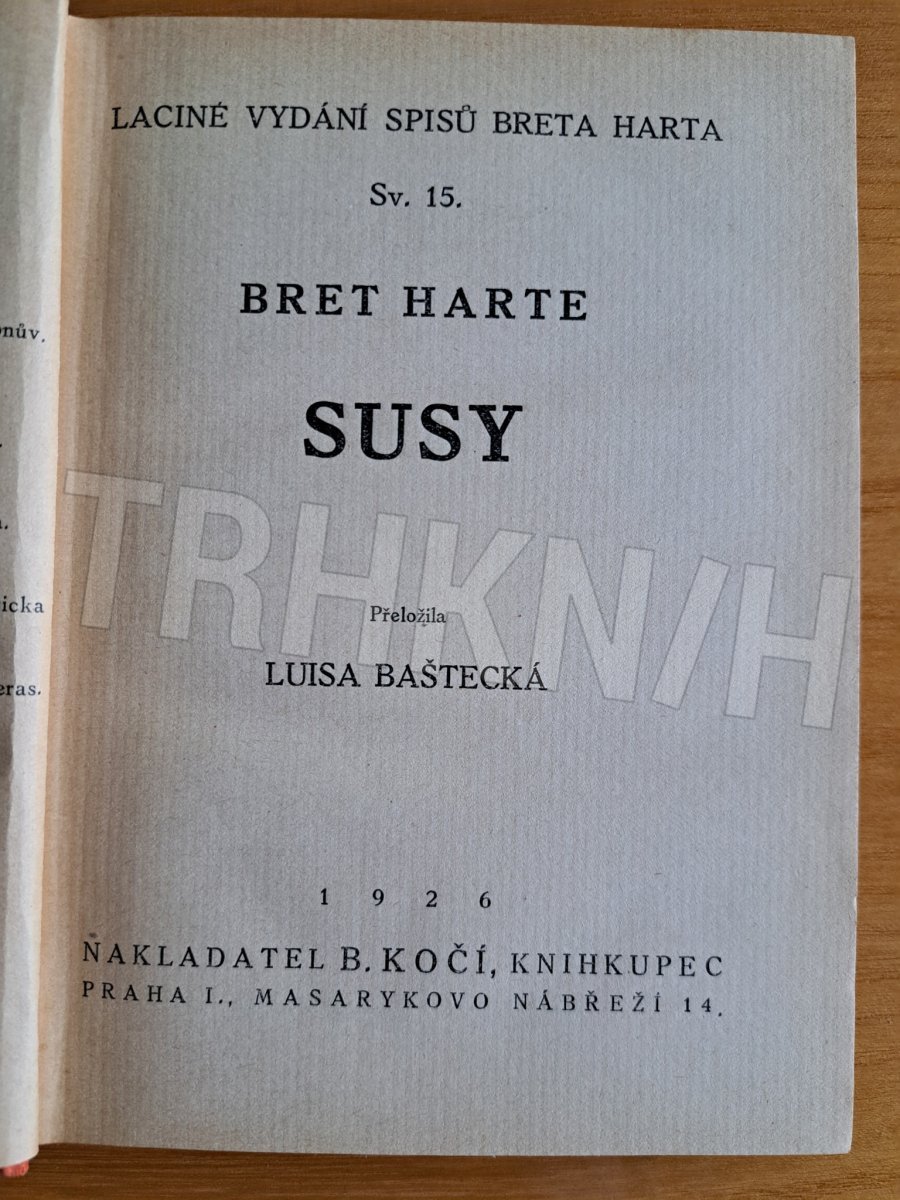 LACINÉ VYDÁNÍ SPISŮ BRETA HARTA
Sv. 15.
BRET HARTE
SUSY
TRHKNIH
Přeložila
LUISA BAŠTECKÁ
1926
NAKLADATEL B. KOČÍ, KNIHKUPEC
PRAHA I., MASARYKOVO NÁBŘEŽÍ 14.